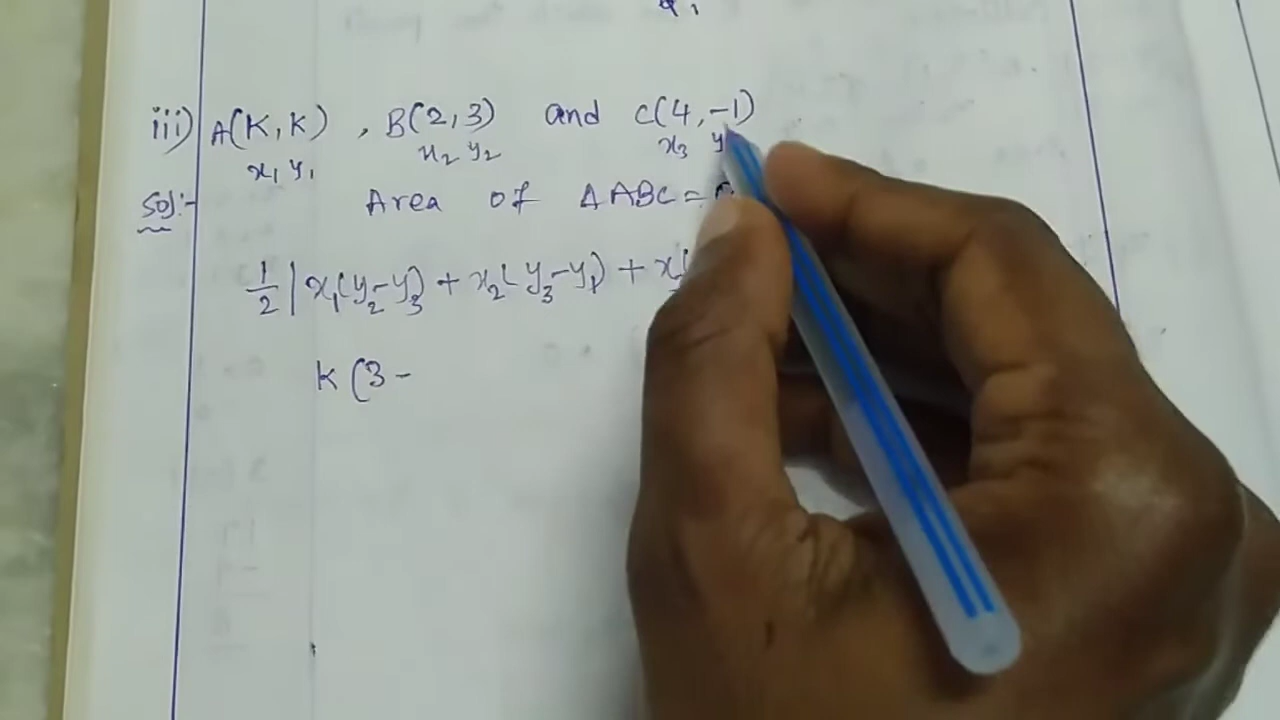 iii) A(K, K) , B(2, 3) and C(4, -1)
x₁ y₁ x₂ y₂ x₃ y
Sol:- Area of ΔABC =
1/2 | x₁(y₂-y₃) + x₂(y₃-y₁) + x
K (3 -